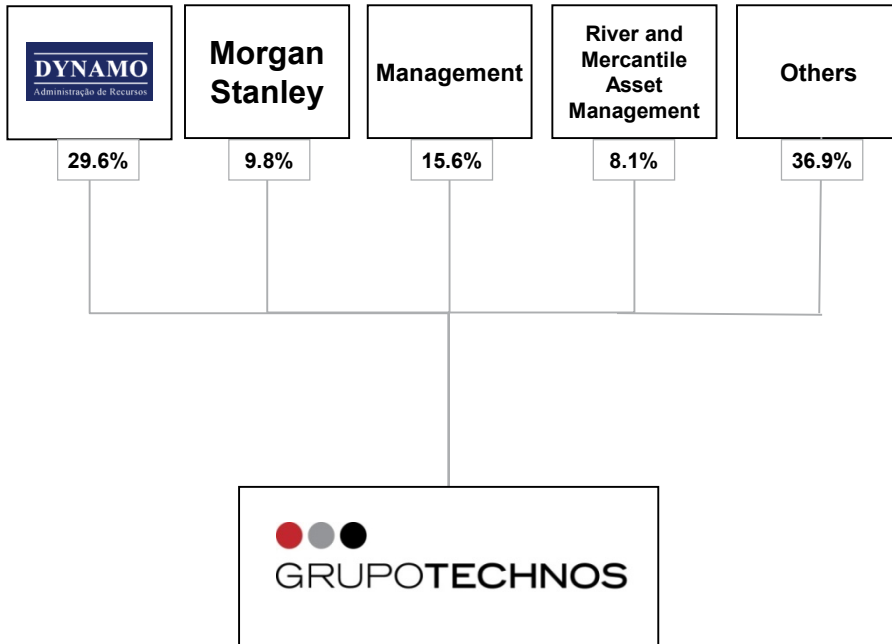 DYNAMO
Administração de Recursos
Morgan
Stanley
Management
River and
Mercantile
Asset
Management
Others
29.6%
9.8%
15.6%
8.1%
36.9%
GRUPOTECHNOS